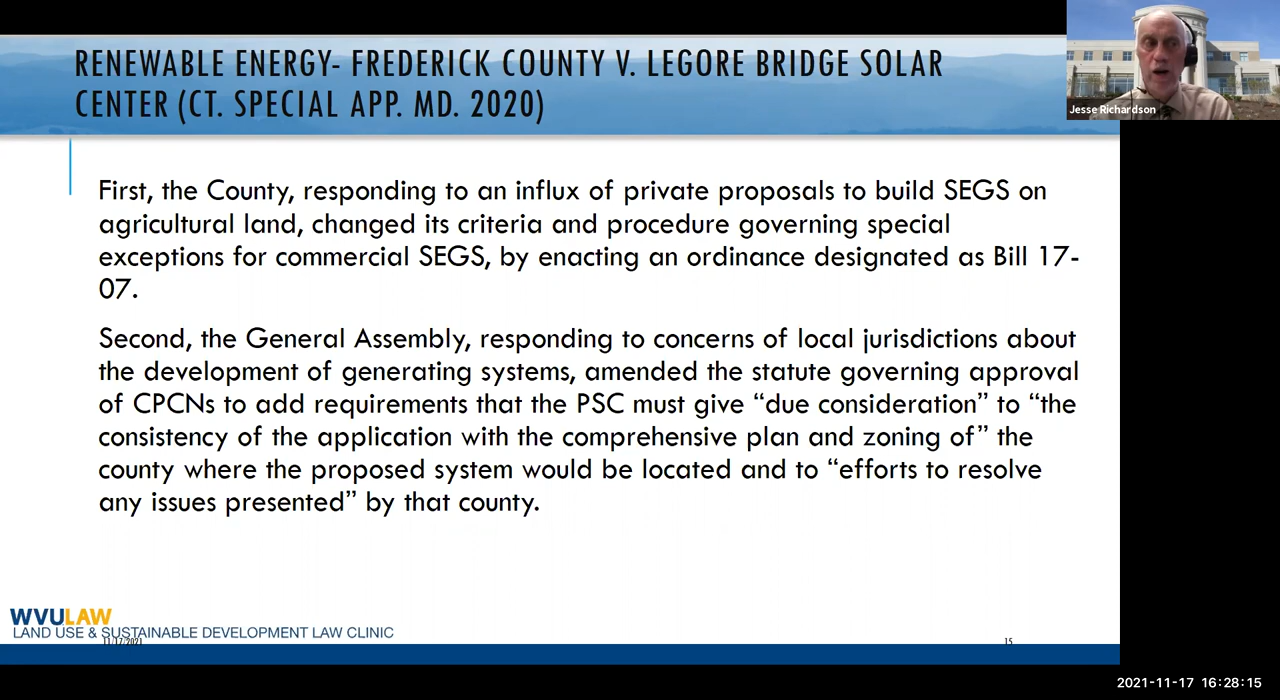 RENEWABLE ENERGY- FREDERICK COUNTY V. LEGORE BRIDGE SOLAR
CENTER (CT. SPECIAL APP. MD. 2020)
Jesse Richardson
First, the County, responding to an influx of private proposals to build SEGS on
agricultural land, changed its criteria and procedure governing special
exceptions for commercial SEGS, by enacting an ordinance designated as Bill 17-
07.
Second, the General Assembly, responding to concerns of local jurisdictions about
the development of generating systems, amended the statute governing approval
of CPCNs to add requirements that the PSC must give “due consideration” to “the
consistency of the application with the comprehensive plan and zoning of” the
county where the proposed system would be located and to “efforts to resolve
any issues presented” by that county.
WVULAW
LAND USE & SUSTAINABLE DEVELOPMENT LAW CLINIC
11/17/2021
15
2021-11-17 16:28:15